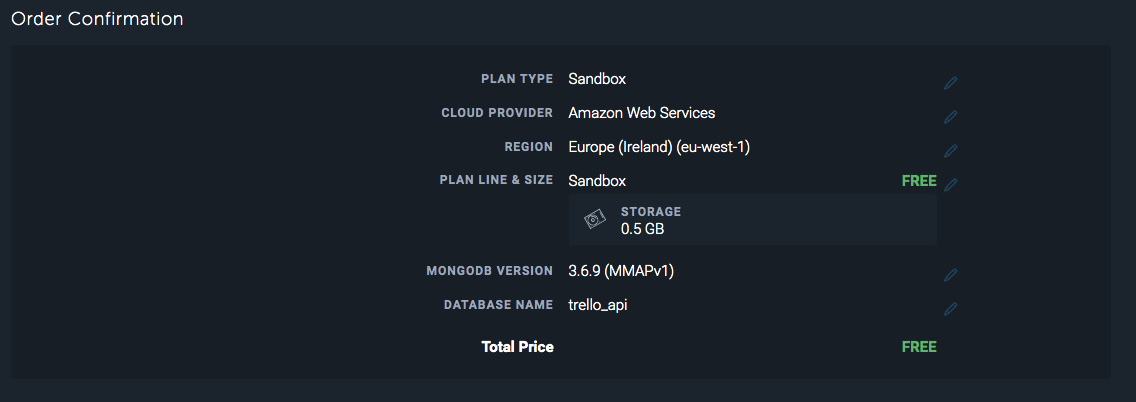 Order Confirmation
PLAN TYPE Sandbox
CLOUD PROVIDER Amazon Web Services
REGION Europe (Ireland) (eu-west-1)
PLAN LINE & SIZE Sandbox FREE
STORAGE
0.5 GB
MONGODB VERSION 3.6.9 (MMAPv1)
DATABASE NAME trello_api
Total Price FREE